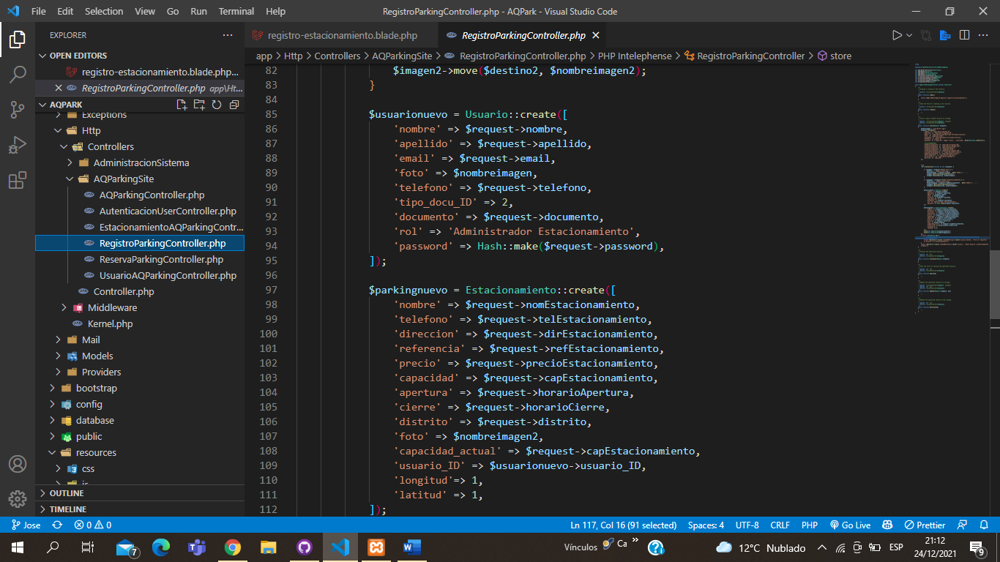 File Edit Selection View Go Run Terminal Help
RegistroParkingController.php - AQPark - Visual Studio Code
EXPLORER
OPEN EDITORS
registro-estacionamiento.blade.php...
RegistroParkingController.php app\Ht...
AQPARK
Exceptions
Http
Controllers
AdministracionSistema
AQParkingSite
AQParkingController.php
AutenticacionUserController.php
EstacionamientoAQParkingContr...
RegistroParkingController.php
ReservaParkingController.php
UsuarioAQParkingController.php
Controller.php
Middleware
Kernel.php
Mail
Models
Providers
bootstrap
config
database
public
resources
css
js
OUTLINE
TIMELINE
registro-estacionamiento.blade.php
RegistroParkingController.php
app > Http > Controllers > AQParkingSite > RegistroParkingController.php > PHP Intelephense > RegistroParkingController > store
82 $imagen2->move($destino2, $nombreimagen2);
83 }
84
85 $usuarionuevo = Usuario::create([
86 'nombre' => $request->nombre,
87 'apellido' => $request->apellido,
88 'email' => $request->email,
89 'foto' => $nombreimagen,
90 'telefono' => $request->telefono,
91 'tipo_docu_ID' => 2,
92 'documento' => $request->documento,
93 'rol' => 'Administrador Estacionamiento',
94 'password' => Hash::make($request->password),
95 ]);
96
97 $parkingnuevo = Estacionamiento::create([
98 'nombre' => $request->nomEstacionamiento,
99 'telefono' => $request->telEstacionamiento,
100 'direccion' => $request->dirEstacionamiento,
101 'referencia' => $request->refEstacionamiento,
102 'precio' => $request->precioEstacionamiento,
103 'capacidad' => $request->capEstacionamiento,
104 'apertura' => $request->horarioApertura,
105 'cierre' => $request->horarioCierre,
106 'distrito' => $request->distrito,
107 'foto' => $nombreimagen2,
108 'capacidad_actual' => $request->capEstacionamiento,
109 'usuario_ID' => $usuarionuevo->usuario_ID,
110 'longitud'=> 1,
111 'latitud' => 1,
112 ]);
Jose
0 0
Ln 117, Col 16 (91 selected) Spaces: 4 UTF-8 CRLF PHP Go Live Prettier
7
Vínculos
Ca
»
12°C Nublado
ESP
21:12
24/12/2021
9